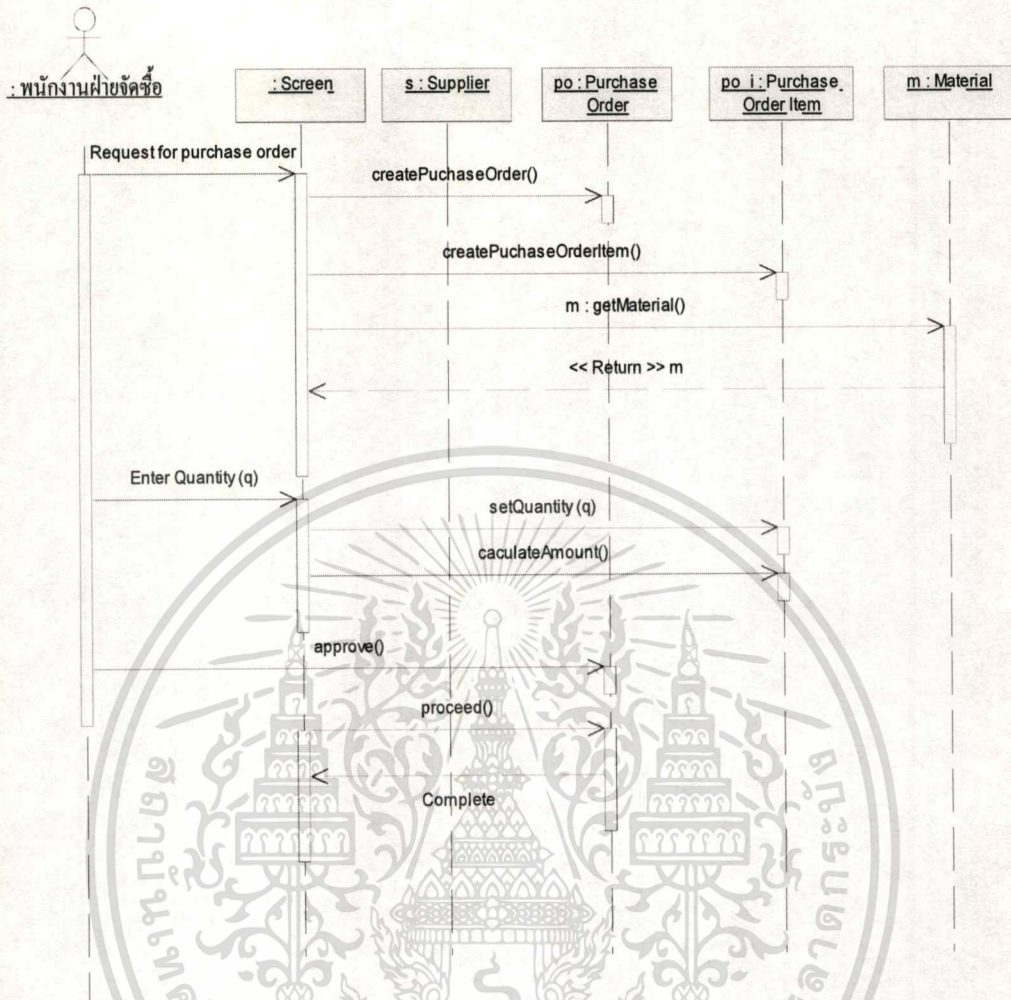 : พนักงานฝ่ายจัดซื้อ
: Screen
s : Supplier
po : Purchase
Order
po i : Purchase
Order Item
m : Material
Request for purchase order
createPuchaseOrder()
createPuchaseOrderItem()
m : getMaterial()
<< Return >> m
Enter Quantity (q)
setQuantity (q)
caculateAmount()
approve()
proceed()
Complete